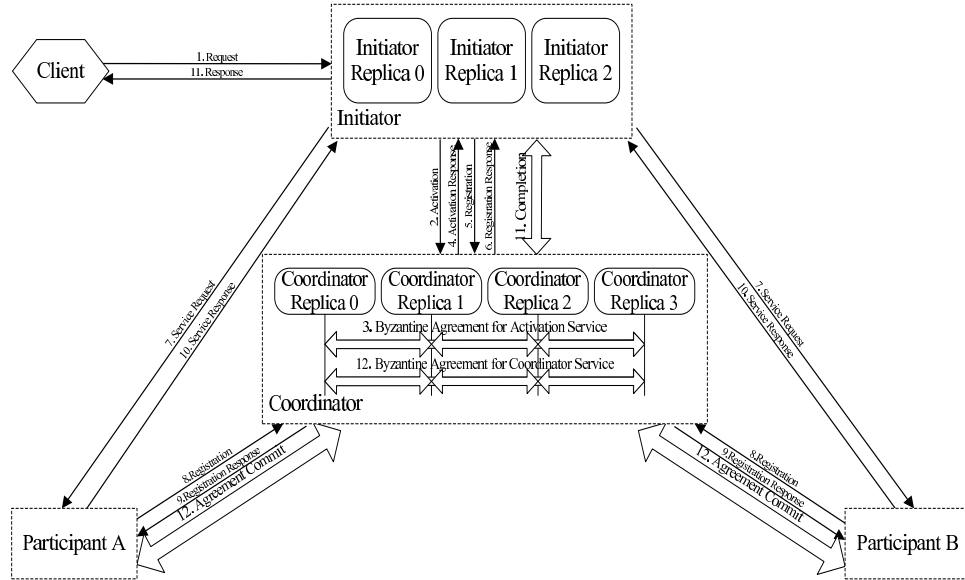 Client
1. Request
11. Response
Initiator
Replica 0
Initiator
Replica 1
Initiator
Replica 2
Initiator
2. Activation
4. Activation Response
5. Registration
6. Registration Response
11. Completion
7. Service Request
10. Service Response
7. Service Request
10. Service Response
Coordinator
Replica 0
Coordinator
Replica 1
Coordinator
Replica 2
Coordinator
Replica 3
3. Byzantine Agreement for Activation Service
12. Byzantine Agreement for Coordinator Service
Coordinator
8.Registration
9.Registration Response
12. Agreement Commit
8.Registration
9.Registration Response
12. Agreement Commit
Participant A
Participant B